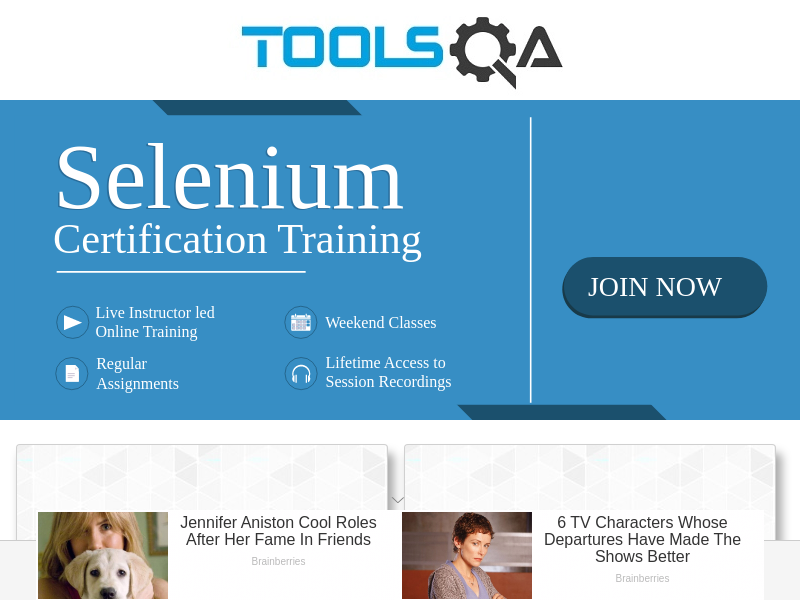 TOOLSQA
Selenium
Certification Training
JOIN NOW
Live Instructor led
Online Training
Weekend Classes
Regular
Assignments
Lifetime Access to
Session Recordings
Jennifer Aniston Cool Roles
After Her Fame In Friends
Brainberries
6 TV Characters Whose
Departures Have Made The
Shows Better
Brainberries